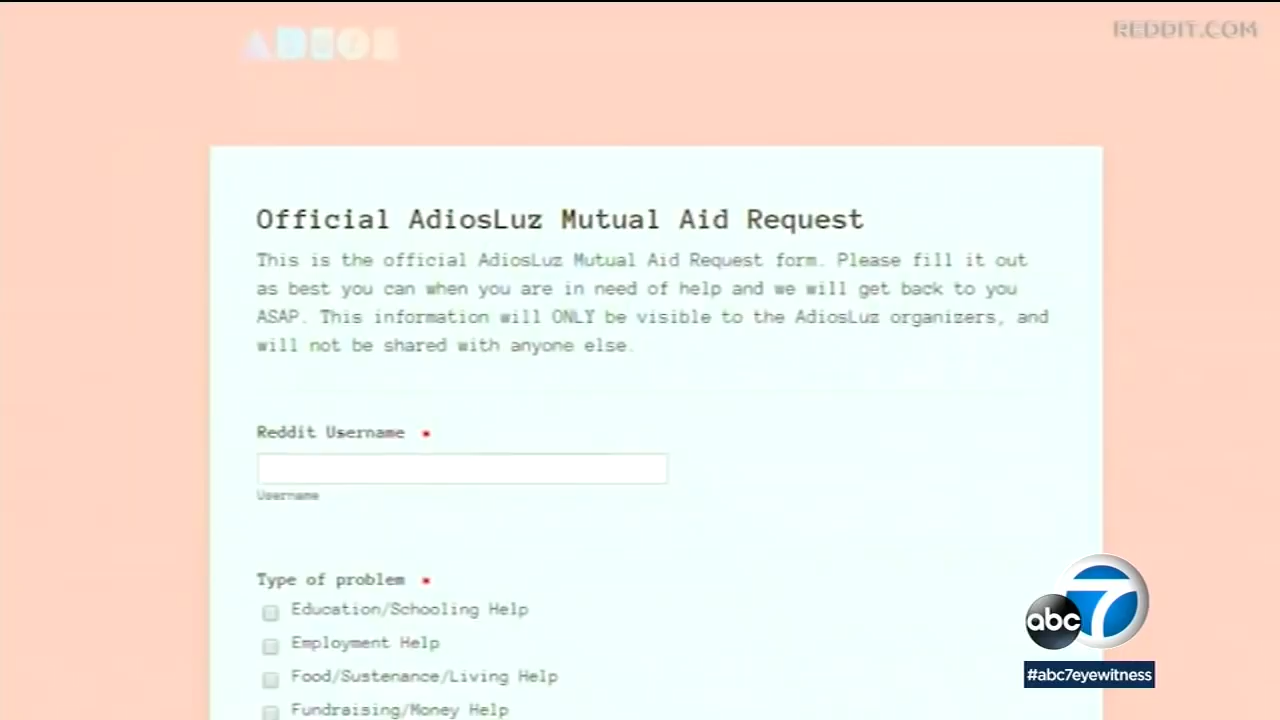 REDDIT.COM
Official AdiosLuz Mutual Aid Request
This is the official AdiosLuz Mutual Aid Request form. Please fill it out
as best you can when you are in need of help and we will get back to you
ASAP. This information will ONLY be visible to the AdiosLuz organizers, and
will not be shared with anyone else.
Reddit Username
Username
Type of problem
Education/Schooling Help
Employment Help
Food/Sustenance/Living Help
Fundraising/Money Help
abc 7
#abc7eyewitness